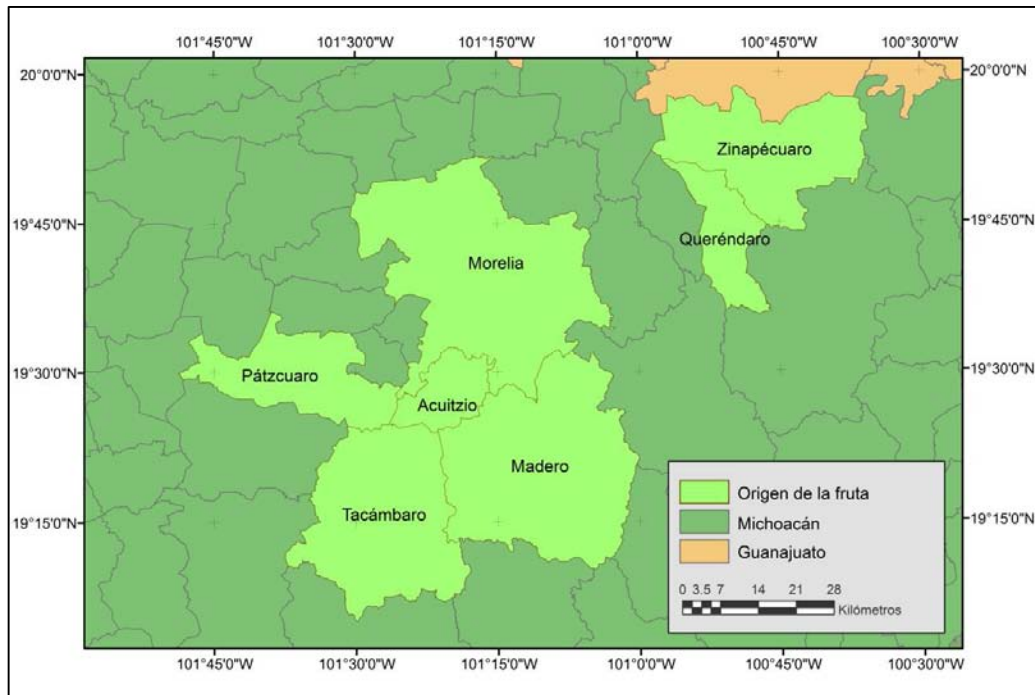 101°45'0"W 101°30'0"W 101°15'0"W 101°0'0"W 100°45'0"W 100°30'0"W
20°0'0"N 20°0'0"N
Zinapécuaro
19°45'0"N 19°45'0"N
Queréndaro
Morelia
19°30'0"N 19°30'0"N
Pátzcuaro
Acuitzio
Madero
Tacámbaro
19°15'0"N 19°15'0"N
Origen de la fruta
Michoacán
Guanajuato
0 3.5 7 14 21 28
Kilómetros
101°45'0"W 101°30'0"W 101°15'0"W 101°0'0"W 100°45'0"W 100°30'0"W